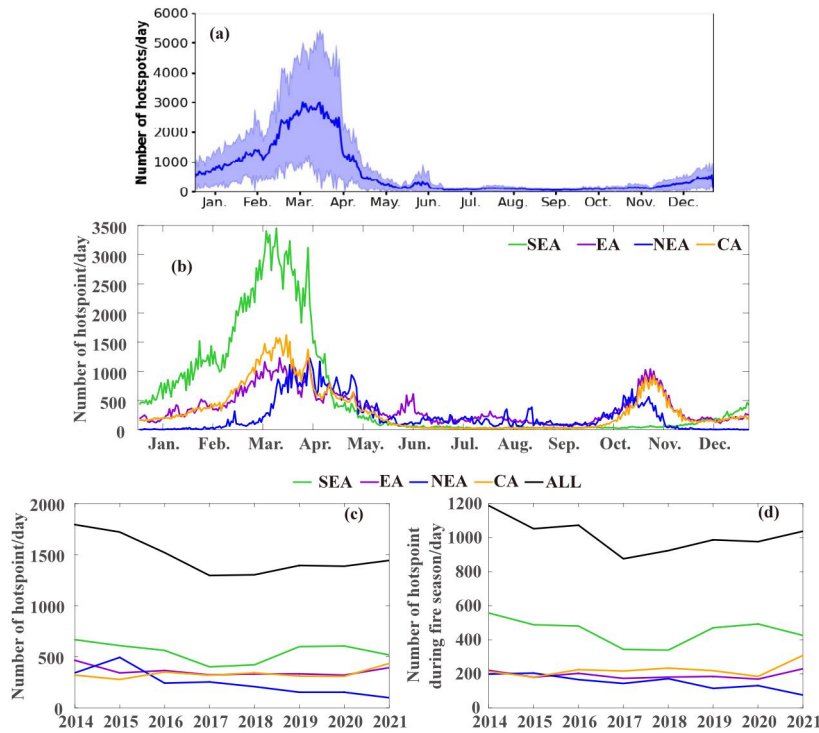 (a)
Number of hotspots/day
6000
5000
4000
3000
2000
1000
0
Jan. Feb. Mar. Apr. May. Jun. Jul. Aug. Sep. Oct. Nov. Dec.
(b)
SEA EA NEA CA
Number of hotspoint/day
3500
3000
2500
2000
1500
1000
500
0
Jan. Feb. Mar. Apr. May. Jun. Jul. Aug. Sep. Oct. Nov. Dec.
SEA EA NEA CA ALL
(c)
Number of hotspoint/day
2000
1500
1000
500
0
2014 2015 2016 2017 2018 2019 2020 2021
(d)
Number of hotspoint
during fire season/day
1200
1000
800
600
400
200
0
2014 2015 2016 2017 2018 2019 2020 2021